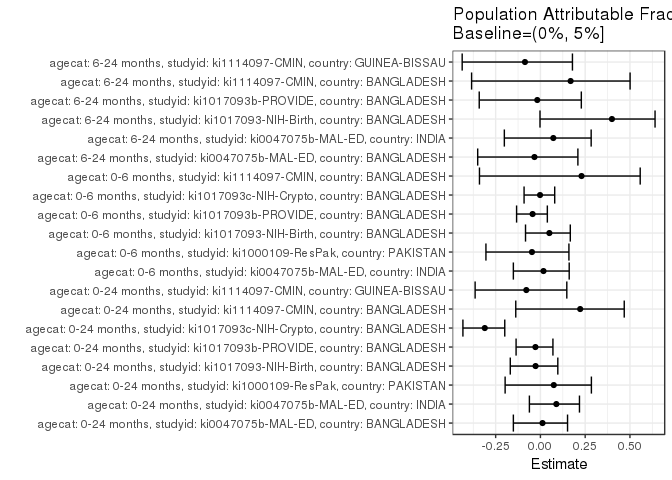 Population Attributable Frac
Baseline=(0%, 5%]
agecat: 6-24 months, studyid: ki1114097-CMIN, country: GUINEA-BISSAU
agecat: 6-24 months, studyid: ki1114097-CMIN, country: BANGLADESH
agecat: 6-24 months, studyid: ki1017093b-PROVIDE, country: BANGLADESH
agecat: 6-24 months, studyid: ki1017093-NIH-Birth, country: BANGLADESH
agecat: 6-24 months, studyid: ki0047075b-MAL-ED, country: INDIA
agecat: 6-24 months, studyid: ki0047075b-MAL-ED, country: BANGLADESH
agecat: 0-6 months, studyid: ki1114097-CMIN, country: BANGLADESH
agecat: 0-6 months, studyid: ki1017093c-NIH-Crypto, country: BANGLADESH
agecat: 0-6 months, studyid: ki1017093b-PROVIDE, country: BANGLADESH
agecat: 0-6 months, studyid: ki1017093-NIH-Birth, country: BANGLADESH
agecat: 0-6 months, studyid: ki1000109-ResPak, country: PAKISTAN
agecat: 0-6 months, studyid: ki0047075b-MAL-ED, country: INDIA
agecat: 0-24 months, studyid: ki1114097-CMIN, country: GUINEA-BISSAU
agecat: 0-24 months, studyid: ki1114097-CMIN, country: BANGLADESH
agecat: 0-24 months, studyid: ki1017093c-NIH-Crypto, country: BANGLADESH
agecat: 0-24 months, studyid: ki1017093b-PROVIDE, country: BANGLADESH
agecat: 0-24 months, studyid: ki1017093-NIH-Birth, country: BANGLADESH
agecat: 0-24 months, studyid: ki1000109-ResPak, country: PAKISTAN
agecat: 0-24 months, studyid: ki0047075b-MAL-ED, country: INDIA
agecat: 0-24 months, studyid: ki0047075b-MAL-ED, country: BANGLADESH
-0.25 0.00 0.25 0.50
Estimate